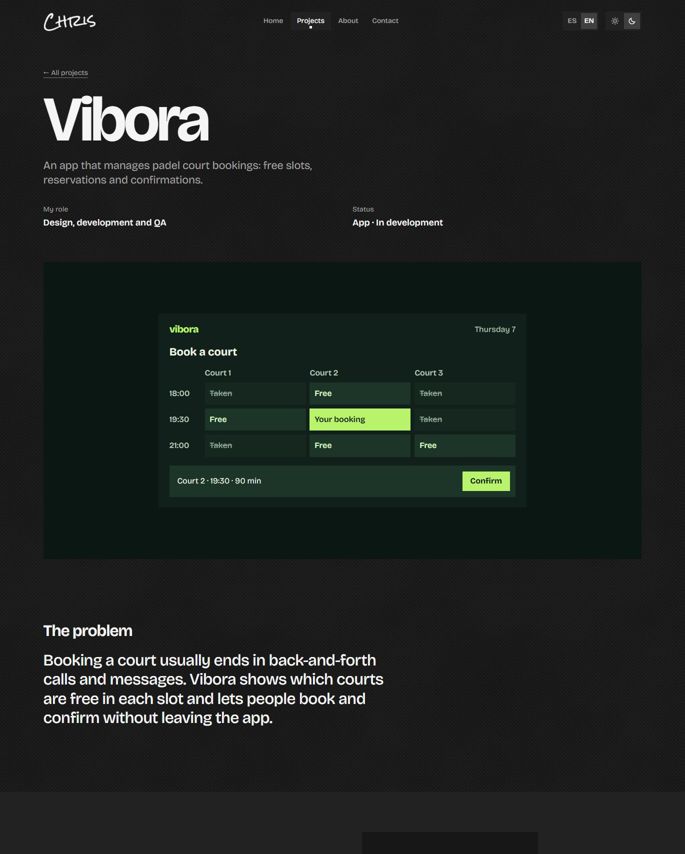 CHRIS
Home Projects About Contact
ES EN
← All projects
Vibora
An app that manages padel court bookings: free slots,
reservations and confirmations.
My role
Design, development and QA
Status
App · In development
vibora
Thursday 7
Book a court
Court 1 Court 2 Court 3
18:00 Taken Free Taken
19:30 Free Your booking Taken
21:00 Taken Free Free
Court 2 · 19:30 · 90 min
Confirm
The problem
Booking a court usually ends in back-and-forth
calls and messages. Vibora shows which courts
are free in each slot and lets people book and
confirm without leaving the app.